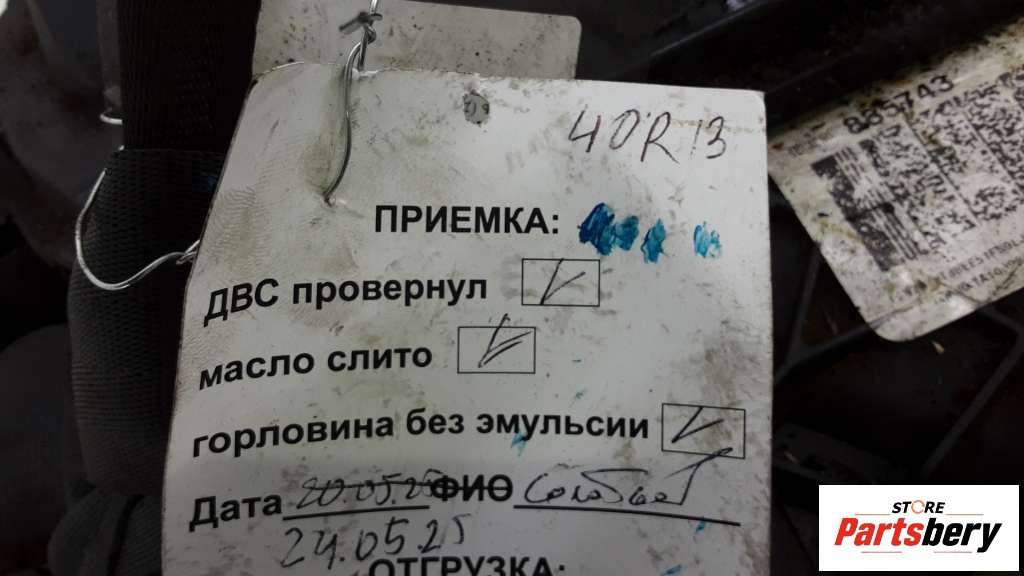 40R13
885743
ПРИЕМКА:
ДВС провернул
масло слито
горловина без эмульсии
Дата 20.05.25 ФИО
24.05.25
ОТГРУЗКА:
STORE
Partsbery